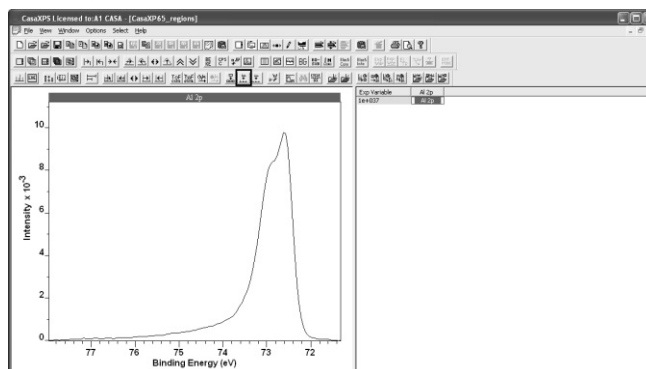 CasaXPS Licensed to:A1 CASA - [CasaXP65_regions]
File View Window Options Select Help
Al 2p
Exp Variable Al 2p
1e+037 Al 2p
10
8
6
4
2
0
Intensity x 10⁻³
77 76 75 74 73 72
Binding Energy (eV)